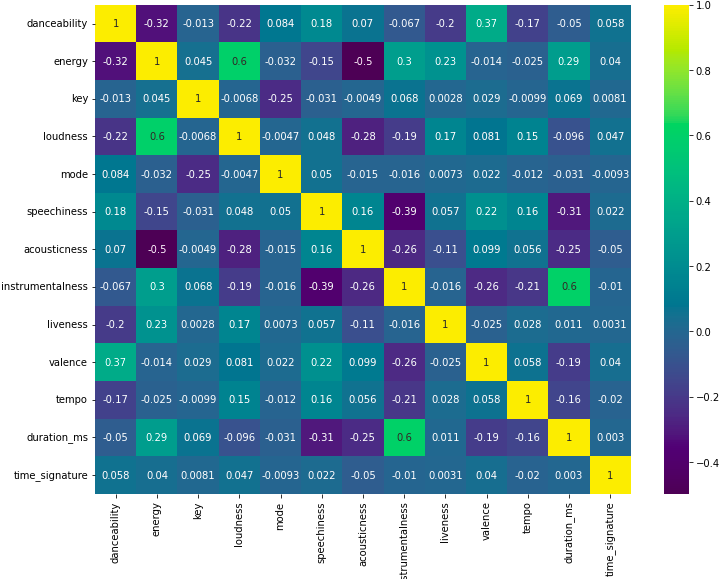 danceability 1 -0.32 -0.013 -0.22 0.084 0.18 0.07 -0.067 -0.2 0.37 -0.17 -0.05 0.058
energy -0.32 1 0.045 0.6 -0.032 -0.15 -0.5 0.3 0.23 -0.014 -0.025 0.29 0.04
key -0.013 0.045 1 -0.0068 -0.25 -0.031 -0.0049 0.068 0.0028 0.029 -0.0099 0.069 0.0081
loudness -0.22 0.6 -0.0068 1 -0.0047 0.048 -0.28 -0.19 0.17 0.081 0.15 -0.096 0.047
mode 0.084 -0.032 -0.25 -0.0047 1 0.05 -0.015 -0.016 0.0073 0.022 -0.012 -0.031 -0.0093
speechiness 0.18 -0.15 -0.031 0.048 0.05 1 0.16 -0.39 0.057 0.22 0.16 -0.31 0.022
acousticness 0.07 -0.5 -0.0049 -0.28 -0.015 0.16 1 -0.26 -0.11 0.099 0.056 -0.25 -0.05
instrumentalness -0.067 0.3 0.068 -0.19 -0.016 -0.39 -0.26 1 -0.016 -0.26 -0.21 0.6 -0.01
liveness -0.2 0.23 0.0028 0.17 0.0073 0.057 -0.11 -0.016 1 -0.025 0.028 0.011 0.0031
valence 0.37 -0.014 0.029 0.081 0.022 0.22 0.099 -0.26 -0.025 1 0.058 -0.19 0.04
tempo -0.17 -0.025 -0.0099 0.15 -0.012 0.16 0.056 -0.21 0.028 0.058 1 -0.16 -0.02
duration_ms -0.05 0.29 0.069 -0.096 -0.031 -0.31 -0.25 0.6 0.011 -0.19 -0.16 1 0.003
time_signature 0.058 0.04 0.0081 0.047 -0.0093 0.022 -0.05 -0.01 0.0031 0.04 -0.02 0.003 1
danceability
energy
key
loudness
mode
speechiness
acousticness
strumentalness
liveness
valence
tempo
duration_ms
time_signature
1.0
0.8
0.6
0.4
0.2
0.0
−0.2
−0.4